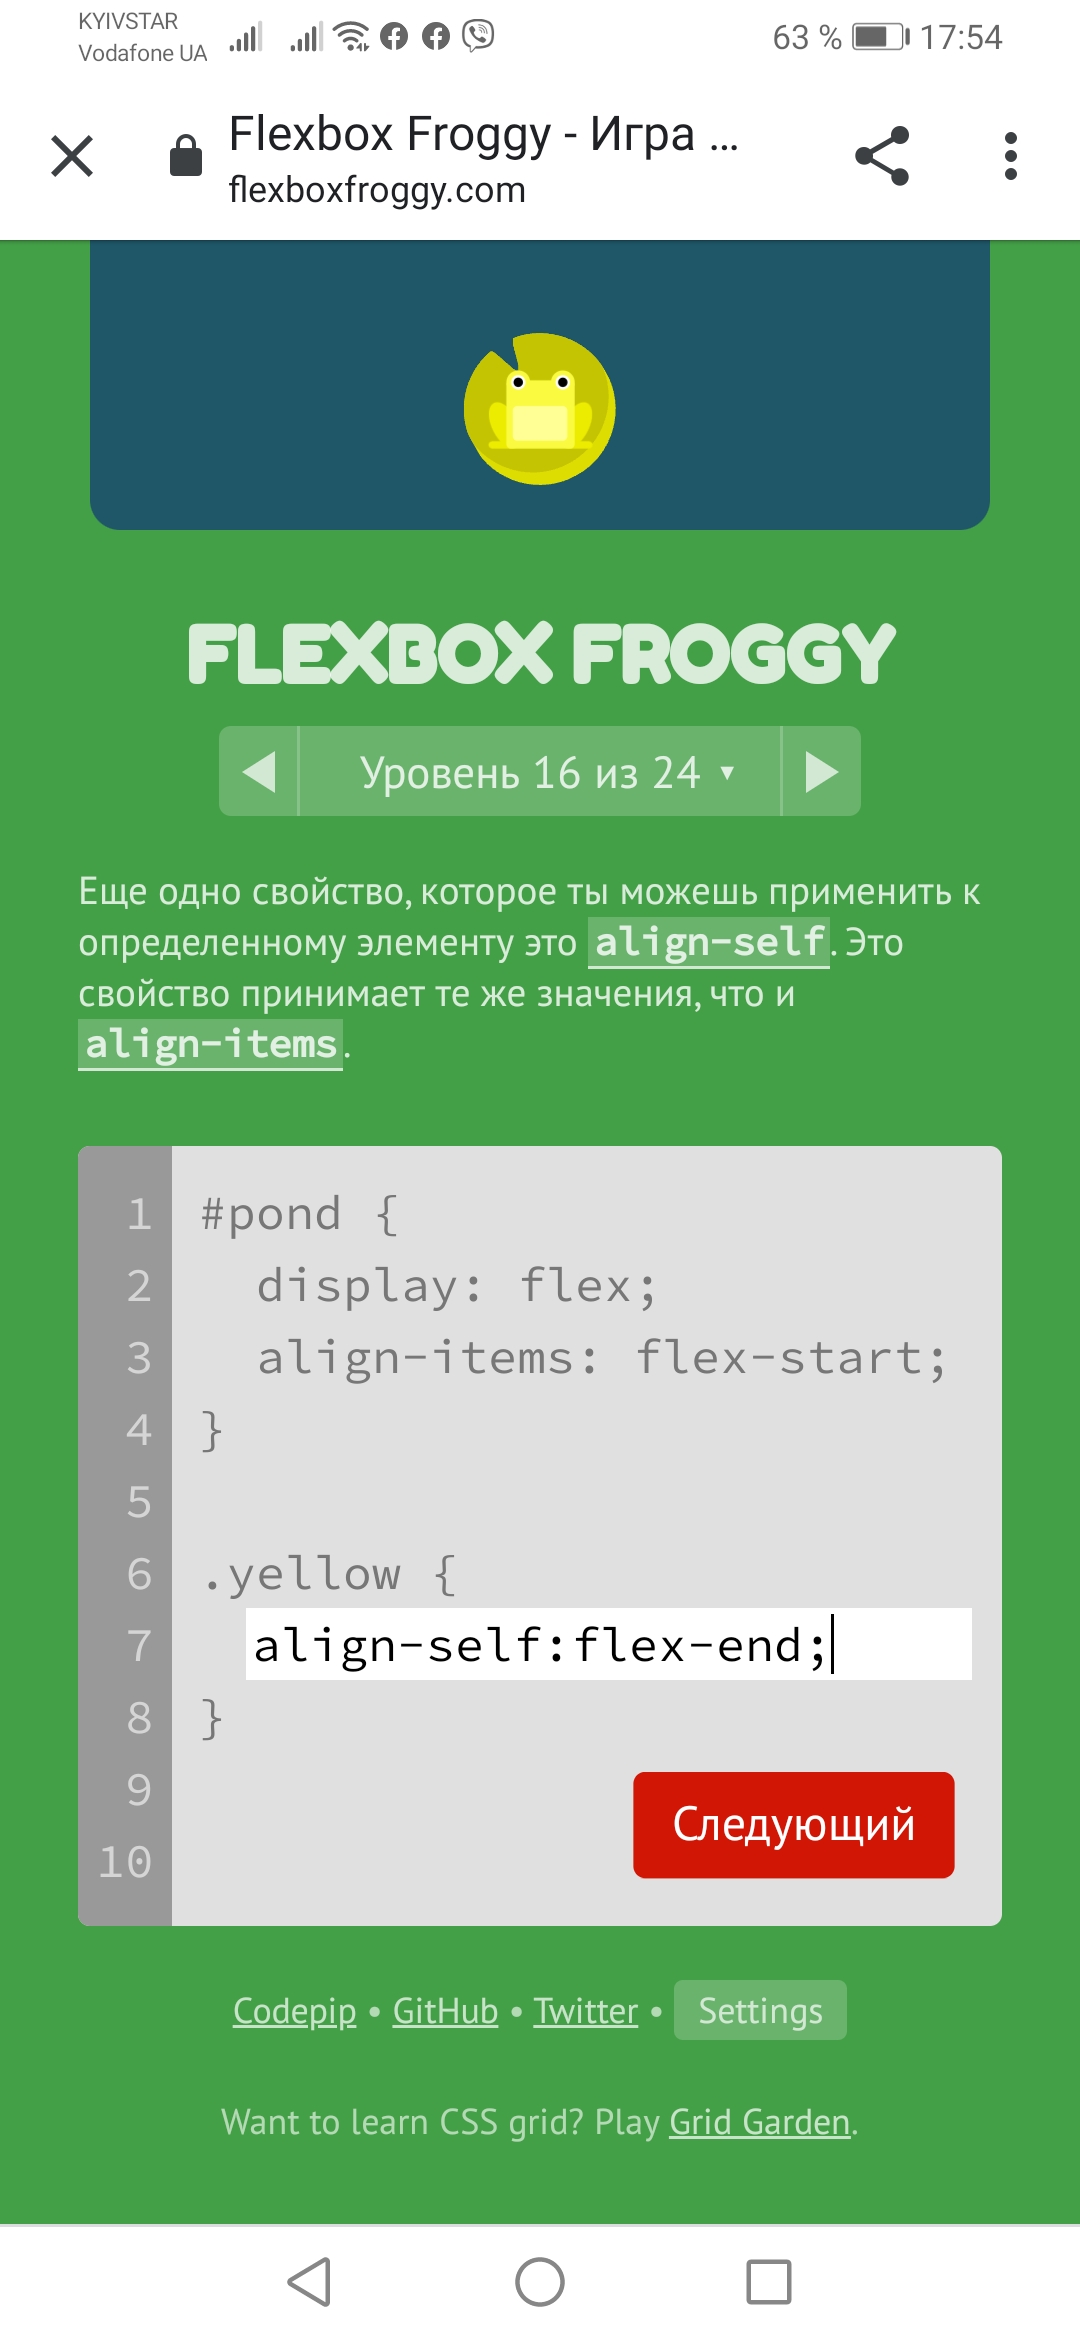 KYIVSTAR
Vodafone UA
63 % 17:54
Flexbox Froggy - Игра ...
flexboxfroggy.com
FLEXBOX FROGGY
Уровень 16 из 24 ▾
Еще одно свойство, которое ты можешь применить к
определенному элементу это align-self. Это
свойство принимает те же значения, что и
align-items.
1 #pond {
2 display: flex;
3 align-items: flex-start;
4 }
5
6 .yellow {
7 align-self:flex-end;
8 }
9
10
Следующий
Codepip • GitHub • Twitter • Settings
Want to learn CSS grid? Play Grid Garden.